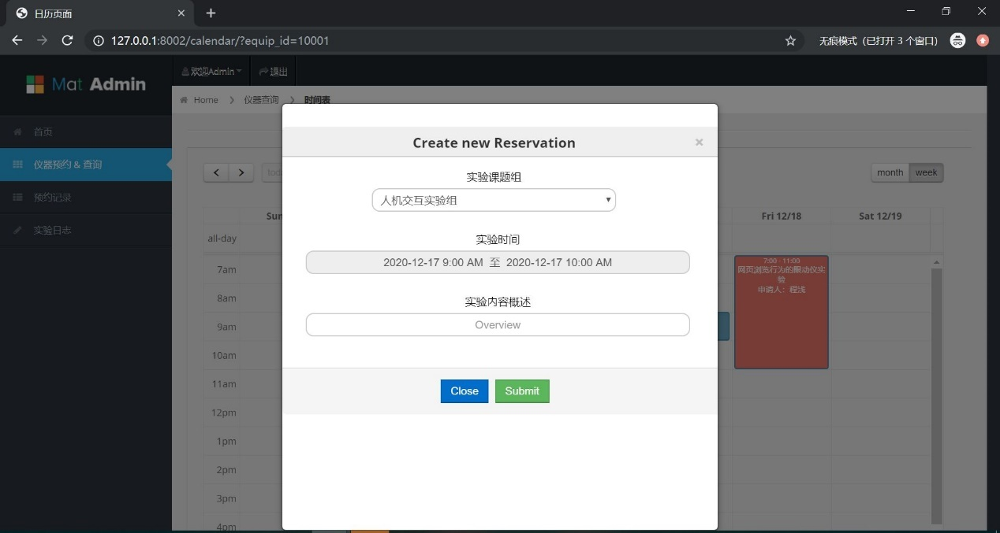 日历页面
127.0.0.1:8002/calendar/?equip_id=10001
无痕模式（已打开 3 个窗口）
Mat Admin
欢迎Admin
退出
Home
仪器查询
时间表
首页
仪器预约 & 查询
预约记录
实验日志
month
week
Create new Reservation
×
实验课题组
人机交互实验组
实验时间
2020-12-17 9:00 AM 至 2020-12-17 10:00 AM
实验内容概述
Overview
Close
Submit
Sun
Fri 12/18
Sat 12/19
all-day
7am
8am
9am
10am
11am
12pm
1pm
2pm
3pm
4pm
7:00 - 11:00
网页浏览行为的眼动仪实
验
申请人：程浅